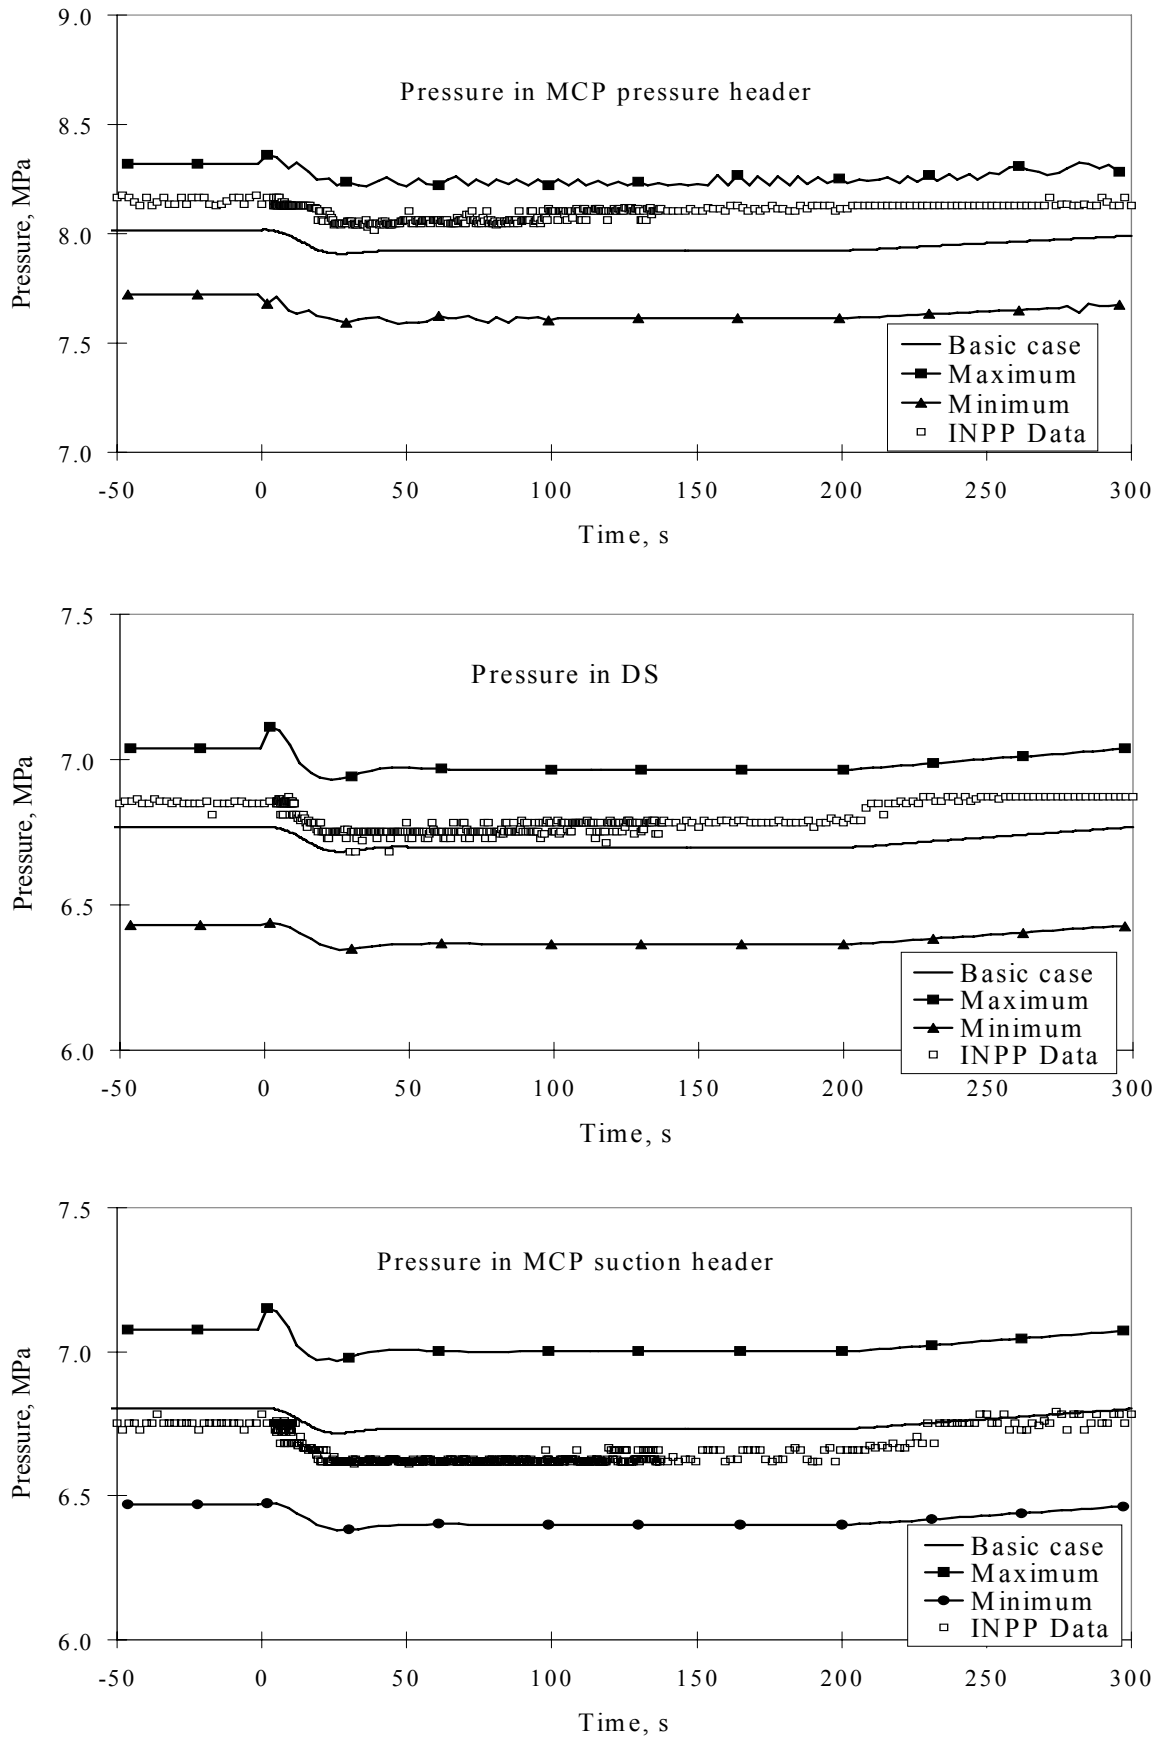 9.0
Pressure in MCP pressure header
8.5
8.0
7.5
7.0
Pressure, MPa
Basic case
Maximum
Minimum
INPP Data
-50 0 50 100 150 200 250 300
Time, s
7.5
Pressure in DS
7.0
6.5
6.0
Pressure, MPa
Basic case
Maximum
Minimum
INPP Data
-50 0 50 100 150 200 250 300
Time, s
7.5
Pressure in MCP suction header
7.0
6.5
6.0
Pressure, MPa
Basic case
Maximum
Minimum
INPP Data
-50 0 50 100 150 200 250 300
Time, s